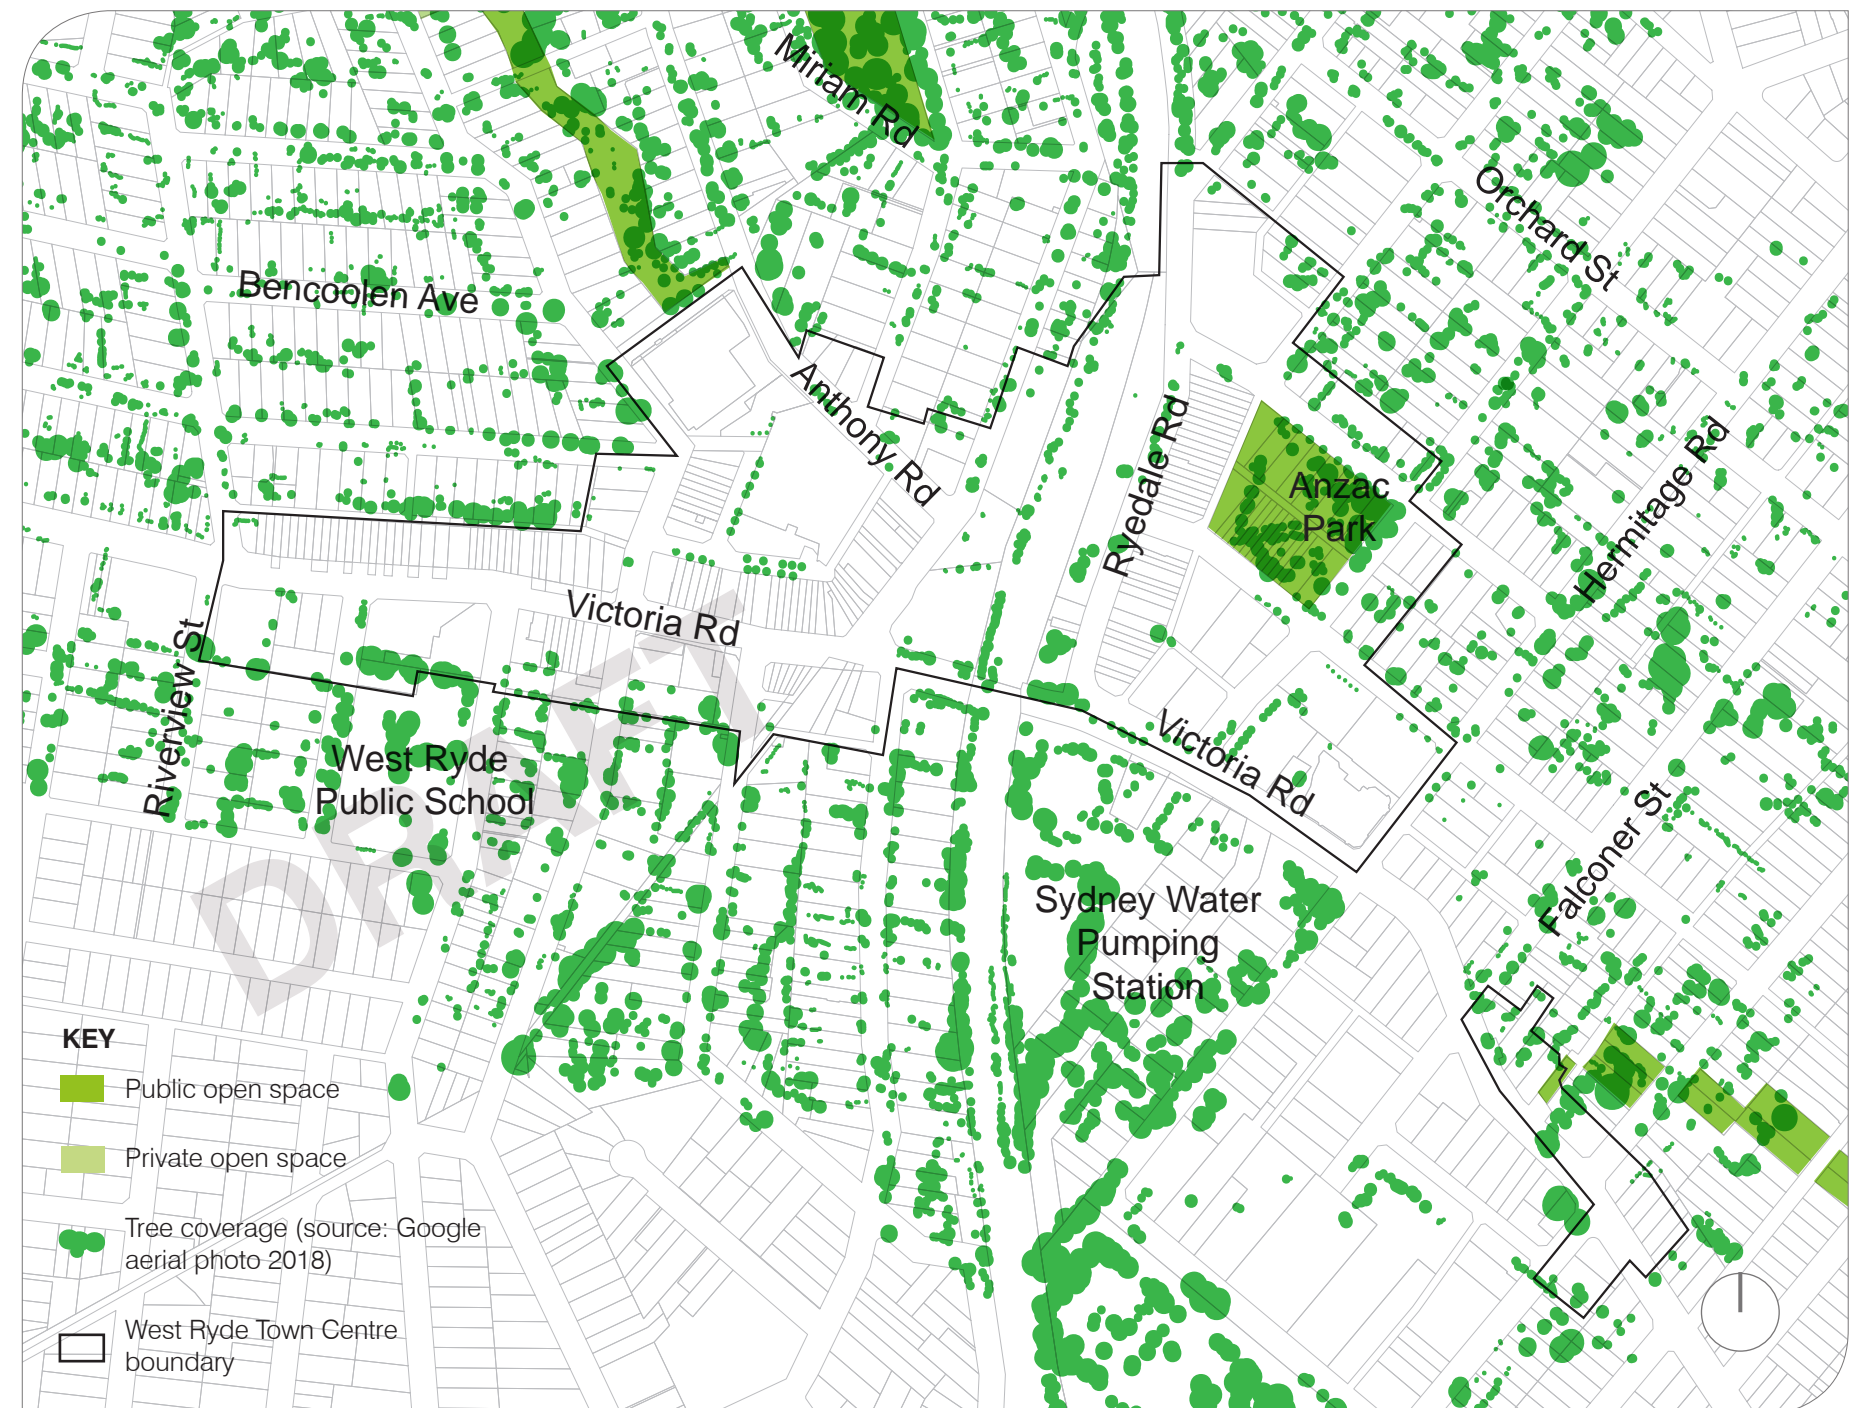 Miriam Rd
Orchard St
Bencoolen Ave
Anthony Rd
Ryedale Rd
Anzac
Park
Hermitage Rd
Victoria Rd
Riverview St
West Ryde
Public School
Victoria Rd
Falconer St
Sydney Water
Pumping
Station
DRAFT
KEY
Public open space
Private open space
Tree coverage (source: Google
aerial photo 2018)
West Ryde Town Centre
boundary